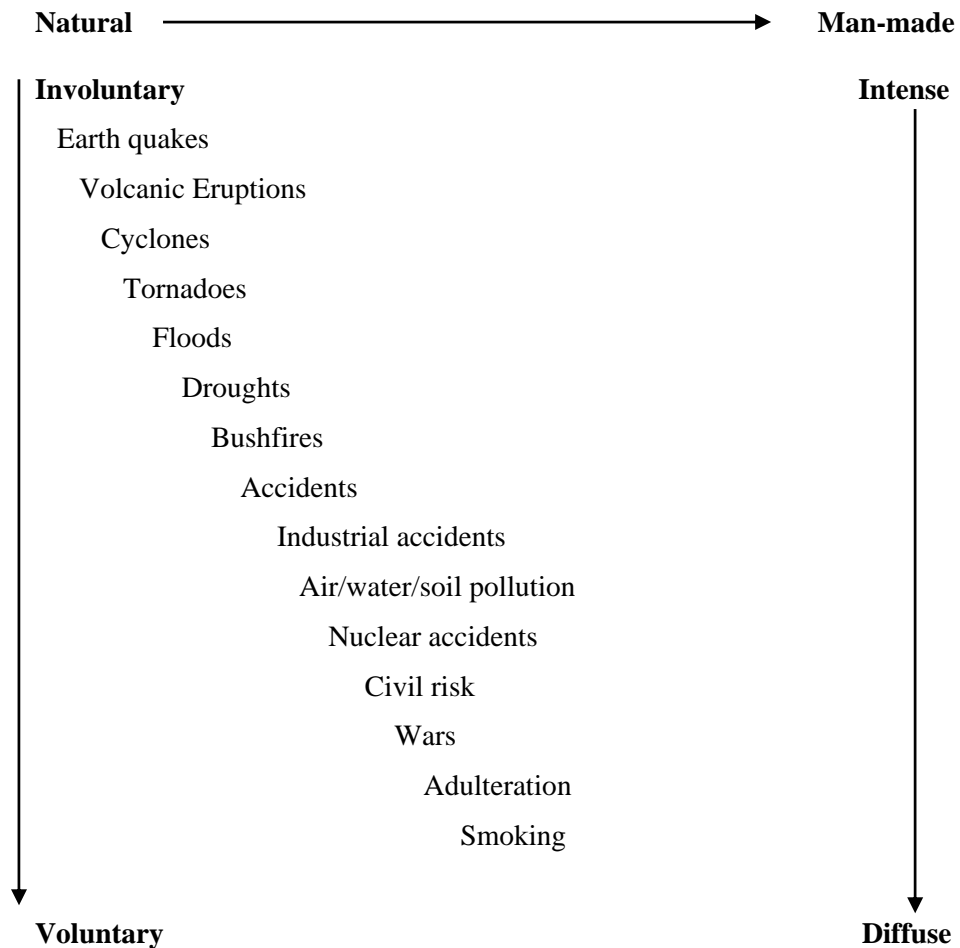 Natural Man-made
Involuntary Intense
Earth quakes
Volcanic Eruptions
Cyclones
Tornadoes
Floods
Droughts
Bushfires
Accidents
Industrial accidents
Air/water/soil pollution
Nuclear accidents
Civil risk
Wars
Adulteration
Smoking
Voluntary Diffuse